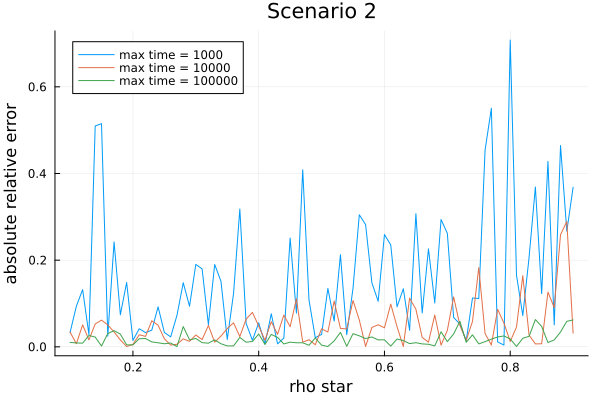 Scenario 2
max time = 1000
max time = 10000
max time = 100000
absolute relative error
0.6
0.4
0.2
0.0
0.2
0.4
0.6
0.8
rho star